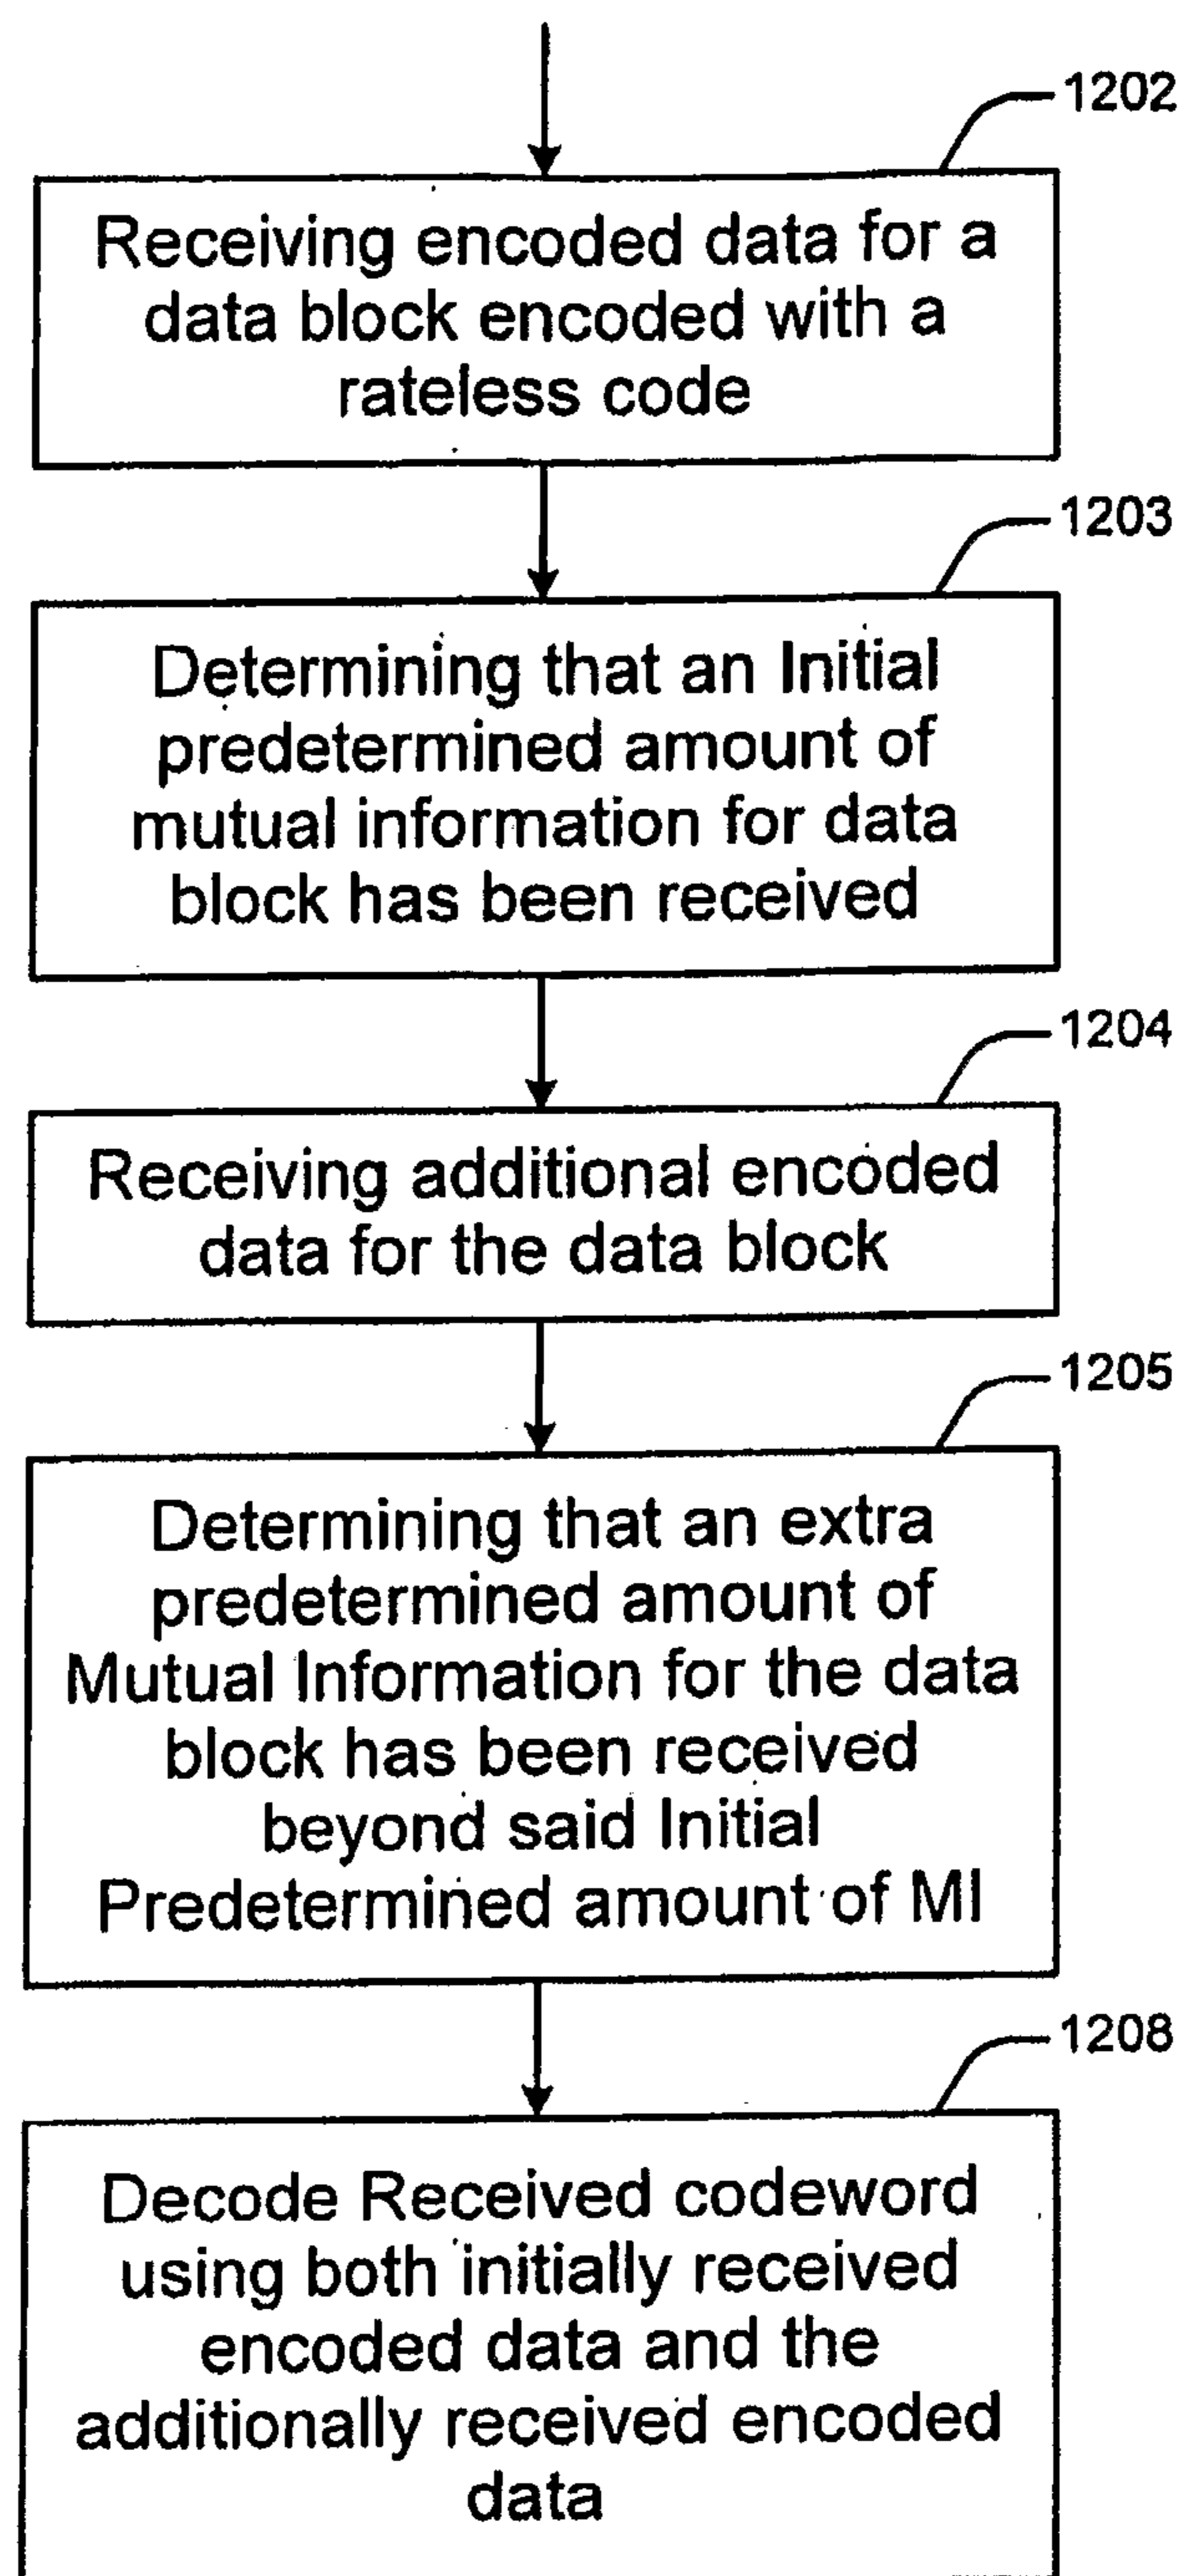 1202
Receiving encoded data for a
data block encoded with a
rateless code
1203
Determining that an Initial
predetermined amount of
mutual information for data
block has been received
1204
Receiving additional encoded
data for the data block
1205
Determining that an extra
predetermined amount of
Mutual Information for the data
block has been received
beyond said Initial
Predetermined amount of MI
1208
Decode Received codeword
using both initially received
encoded data and the
additionally received encoded
data